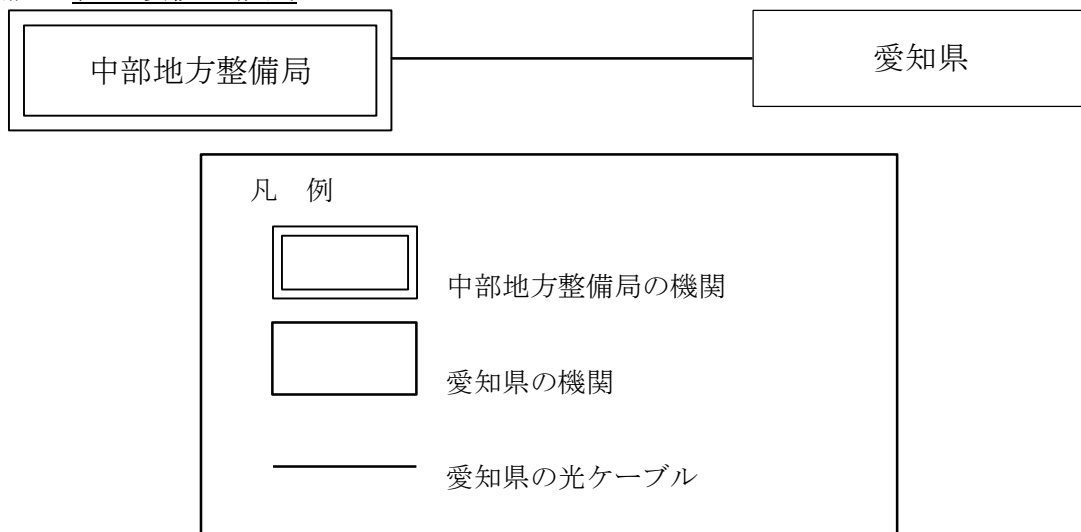 中部地方整備局
愛知県
凡 例
中部地方整備局の機関
愛知県の機関
愛知県の光ケーブル